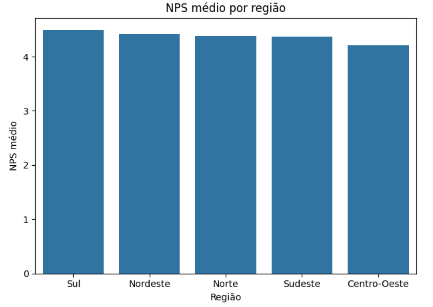 NPS médio por região
NPS médio
4
3
2
1
0
Sul Nordeste Norte Sudeste Centro-Oeste
Região